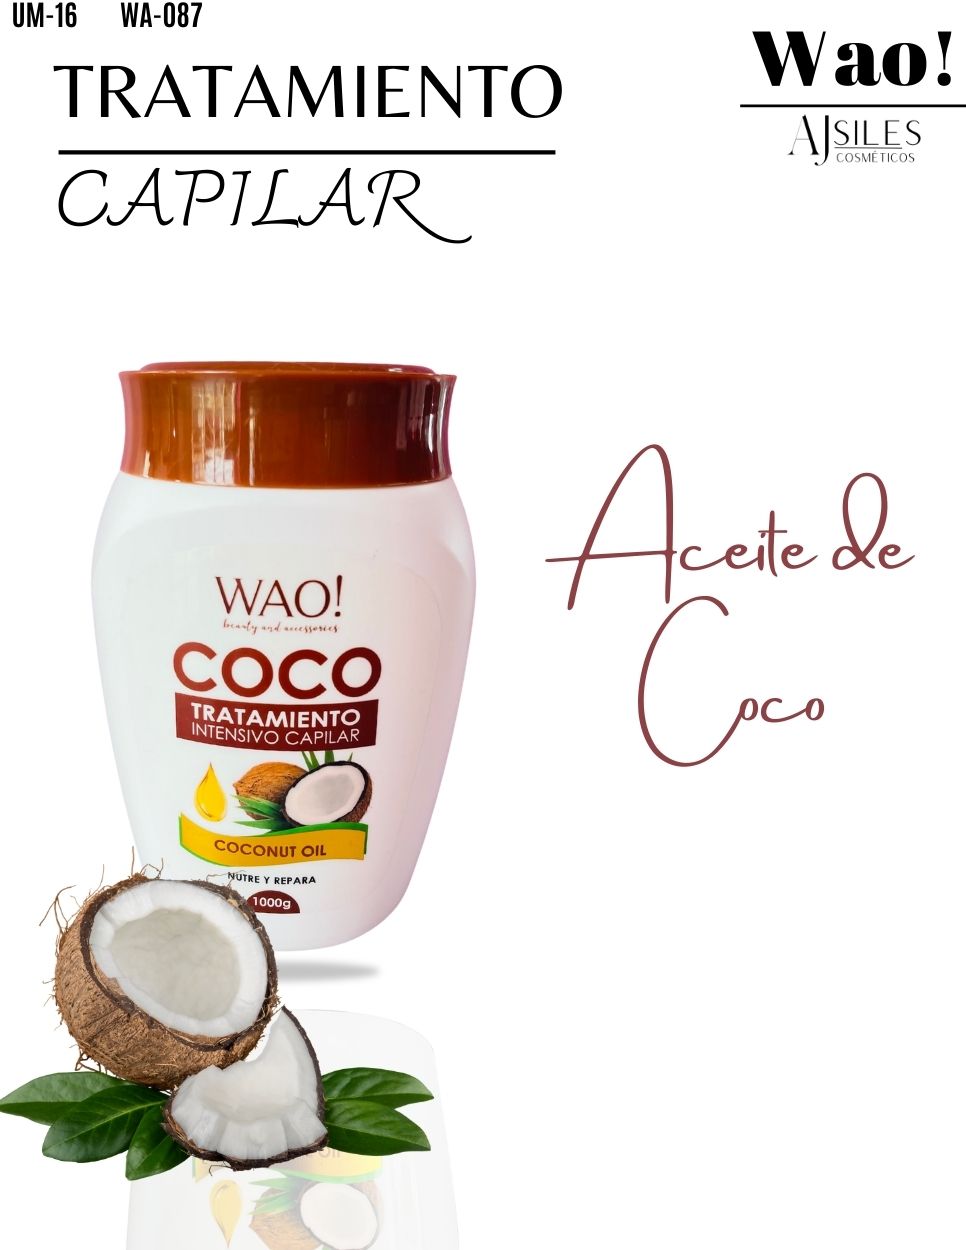 UM-16 WA-087
TRATAMIENTO
CAPILAR
Wao!
AJSILES
COSMÉTICOS
Aceite de
Coco
WAO!
beauty and accessories
COCO
TRATAMIENTO
INTENSIVO CAPILAR
COCONUT OIL
NUTRE Y REPARA
1000g